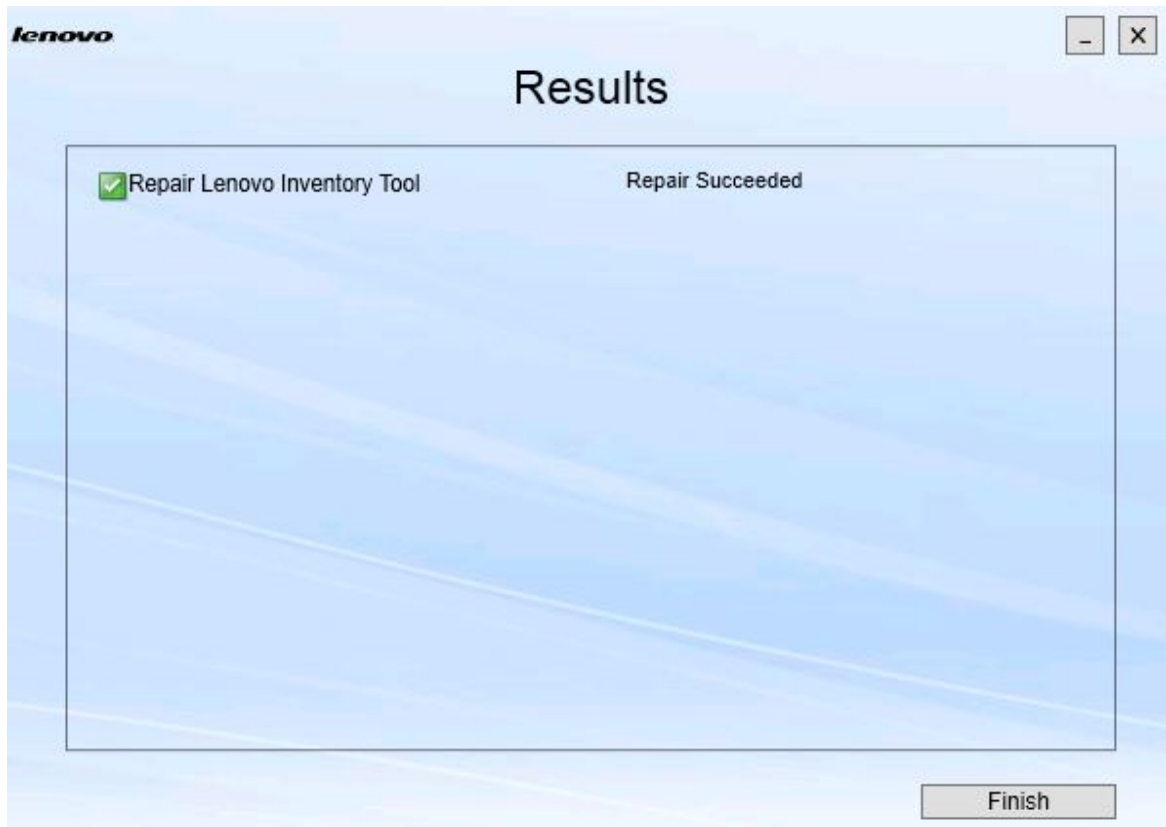 lenovo
Results
Repair Lenovo Inventory Tool Repair Succeeded
Finish